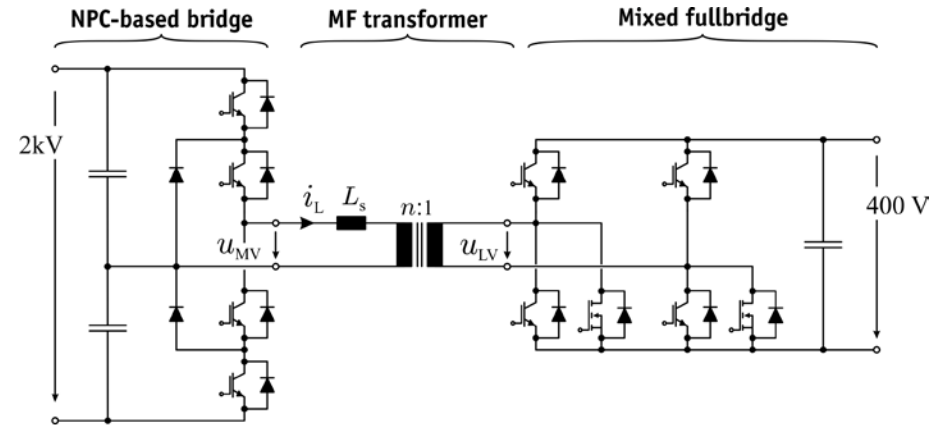 NPC-based bridge
MF transformer
Mixed fullbridge
2kV
i_L
L_s
n:1
u_MV
u_LV
400 V